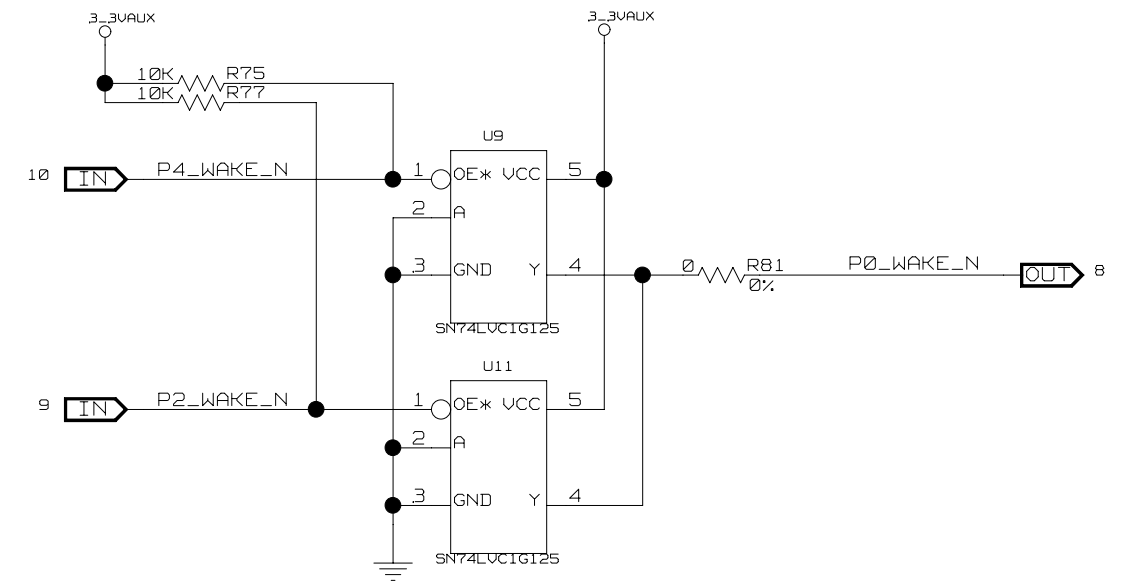 3_3VAUX
3_3VAUX
10K R75
10K R77
U9
10 IN P4_WAKE_N 1 OE* VCC 5
2 A
3 GND Y 4 0 R81 P0_WAKE_N OUT 8
0%
SN74LVC1G125
U11
9 IN P2_WAKE_N 1 OE* VCC 5
2 A
3 GND Y 4
SN74LVC1G125